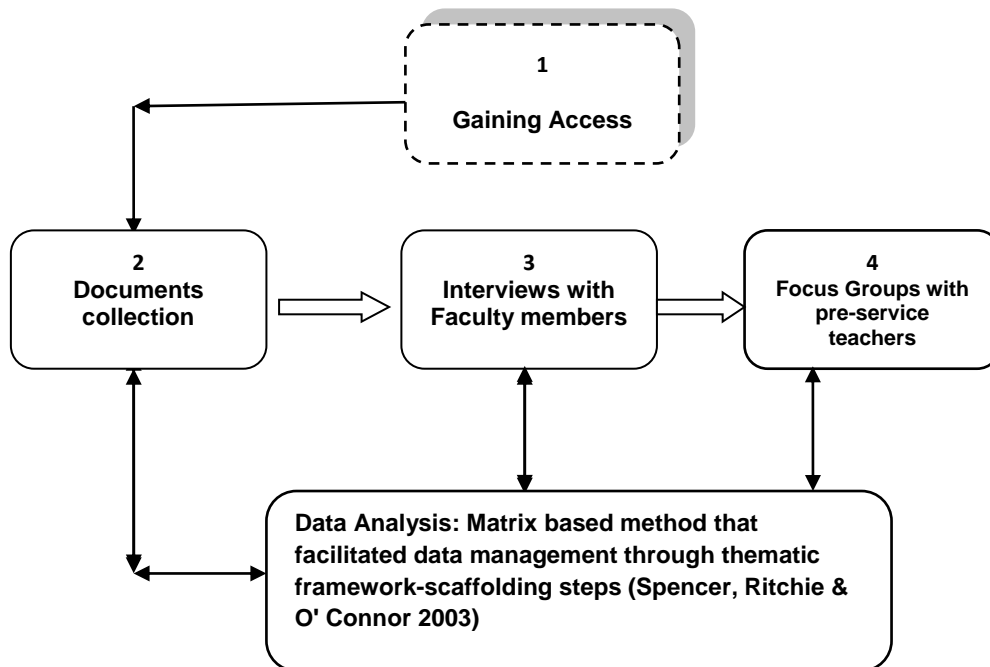 1
Gaining Access
2
Documents
collection
3
Interviews with
Faculty members
4
Focus Groups with
pre-service
teachers
Data Analysis: Matrix based method that
facilitated data management through thematic
framework-scaffolding steps (Spencer, Ritchie &
O' Connor 2003)